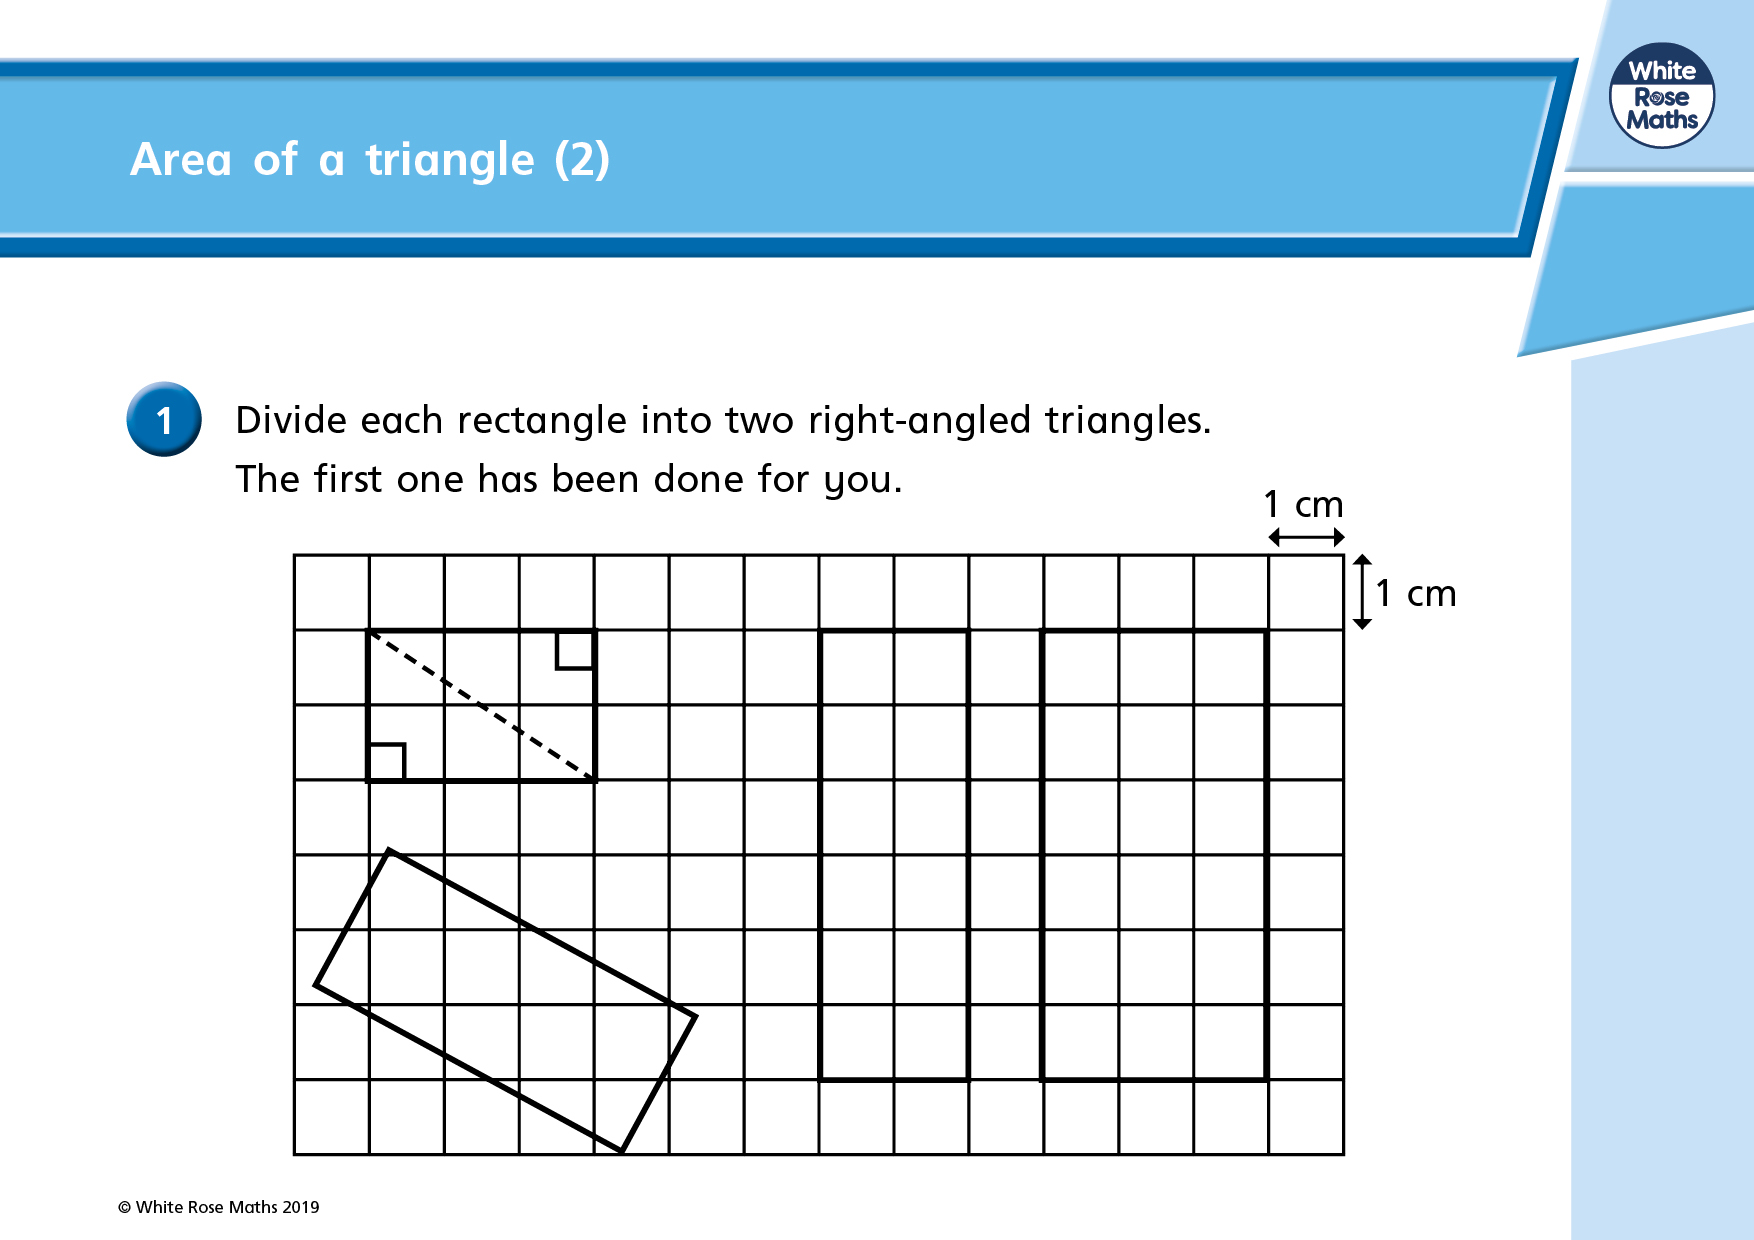 White
Rose
Maths
Area of a triangle (2)
1 Divide each rectangle into two right-angled triangles.
The first one has been done for you.
1 cm
1 cm
© White Rose Maths 2019